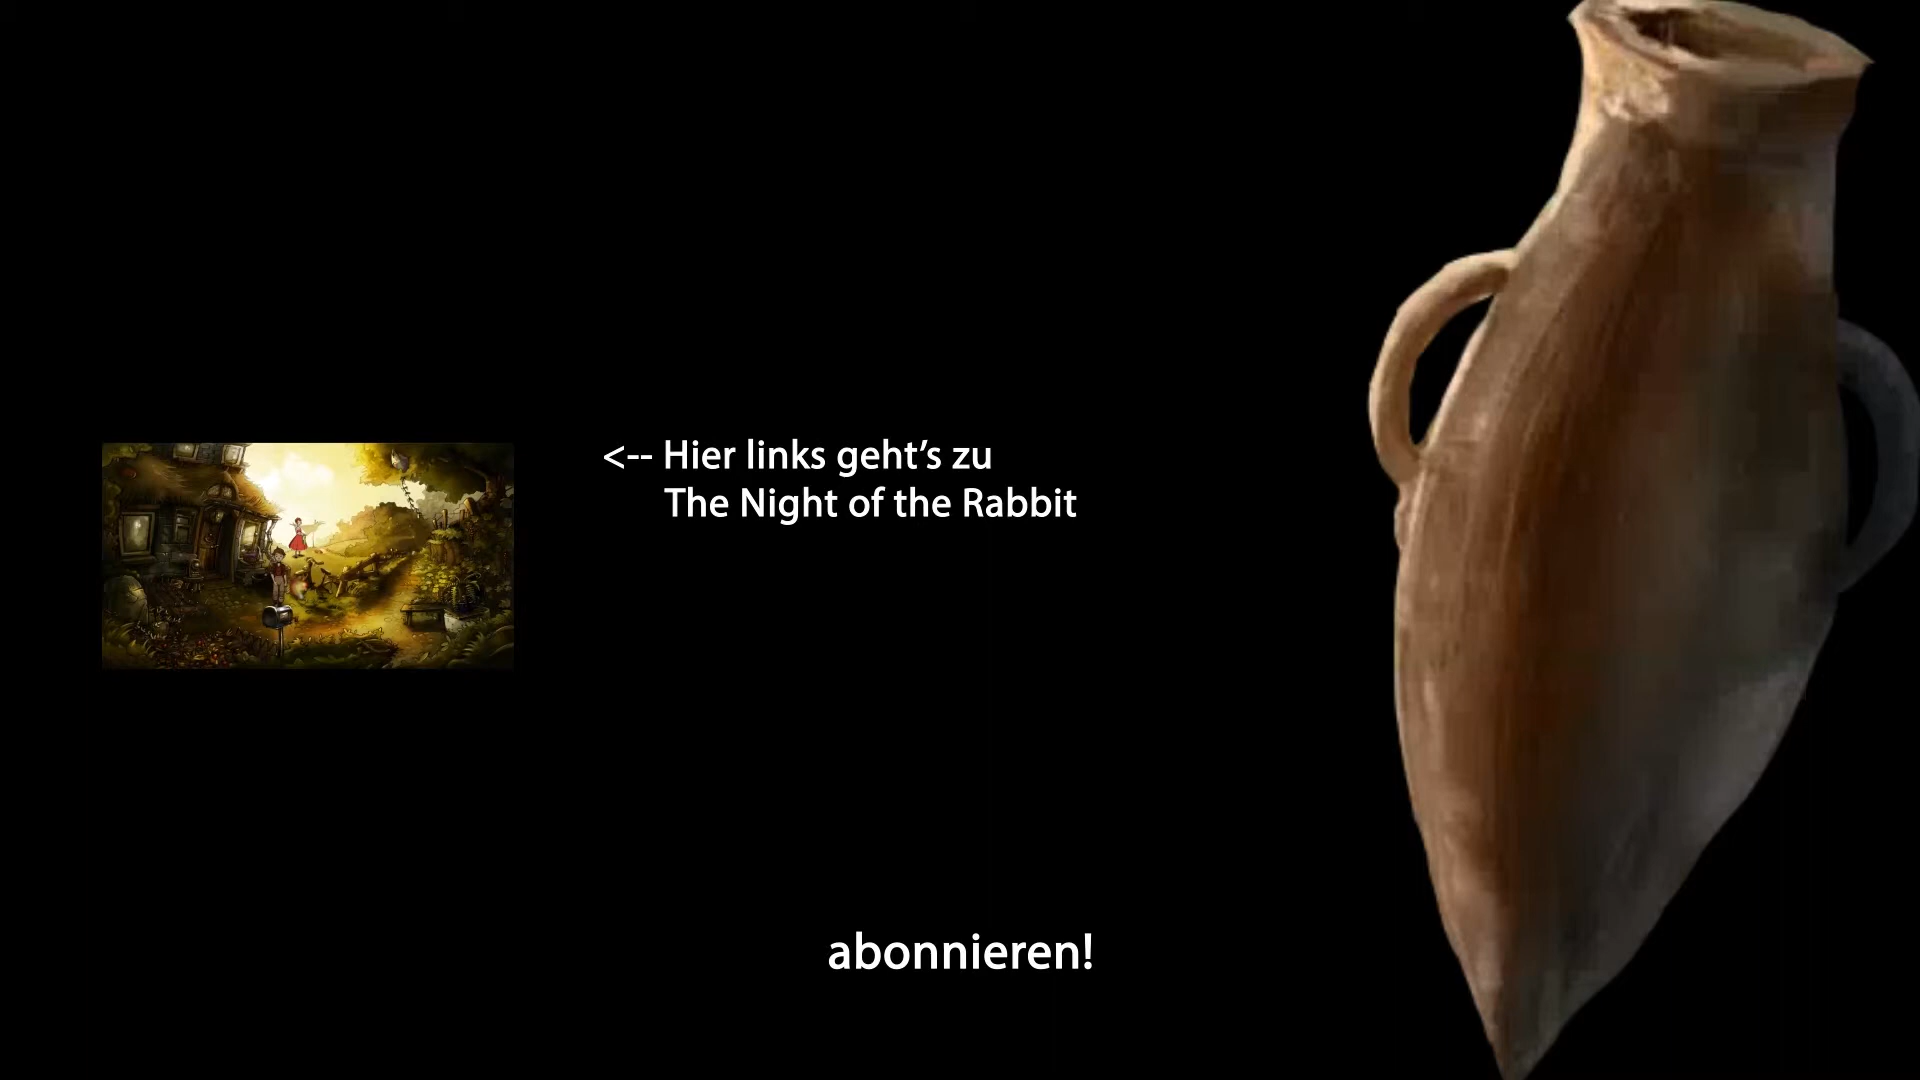 <-- Hier links geht’s zu
The Night of the Rabbit
abonnieren!